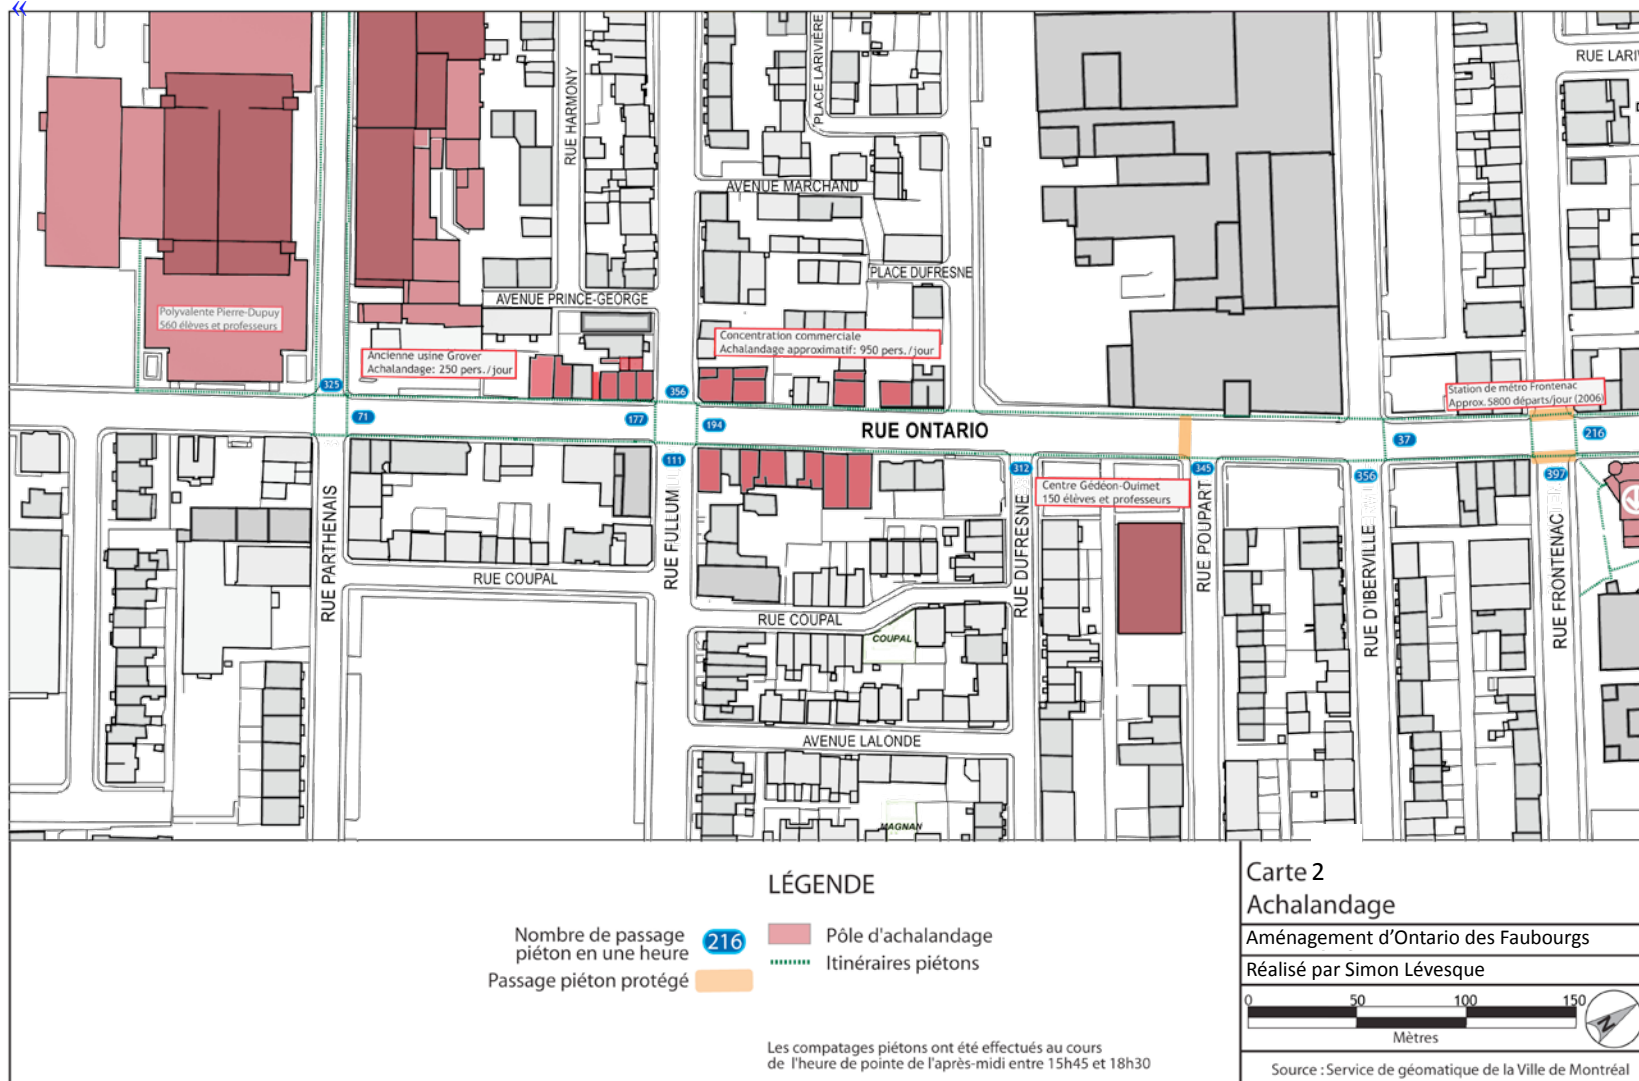 «
RUE HARMONY
PLACE LARIVIÈRE
AVENUE MARCHAND
PLACE DUFRESNE
AVENUE PRINCE-GEORGE
Polyvalente Pierre-Dupuy
560 élèves et professeurs
Ancienne usine Grover
Achalandage: 250 pers./jour
Concentration commerciale
Achalandage approximatif: 950 pers./jour
Station de métro Frontenac
Approx. 5800 départs/jour (2006)
325
71
177
356
194
111
RUE ONTARIO
312
345
37
356
397
216
Centre Gédéon-Ouimet
150 élèves et professeurs
RUE PARTHENAIS
RUE FULLUM
RUE DUFRESNE
RUE POUPART
RUE D'IBERVILLE
RUE FRONTENAC
RUE COUPAL
RUE COUPAL
COUPAL
AVENUE LALONDE
MAGNAN
LÉGENDE
Nombre de passage
piéton en une heure
216
Passage piéton protégé
Pôle d'achalandage
Itinéraires piétons
Les compatages piétons ont été effectués au cours
de l'heure de pointe de l'après-midi entre 15h45 et 18h30
Carte 2
Achalandage
Aménagement d'Ontario des Faubourgs
Réalisé par Simon Lévesque
0 50 100 150
Mètres
N
Source : Service de géomatique de la Ville de Montréal